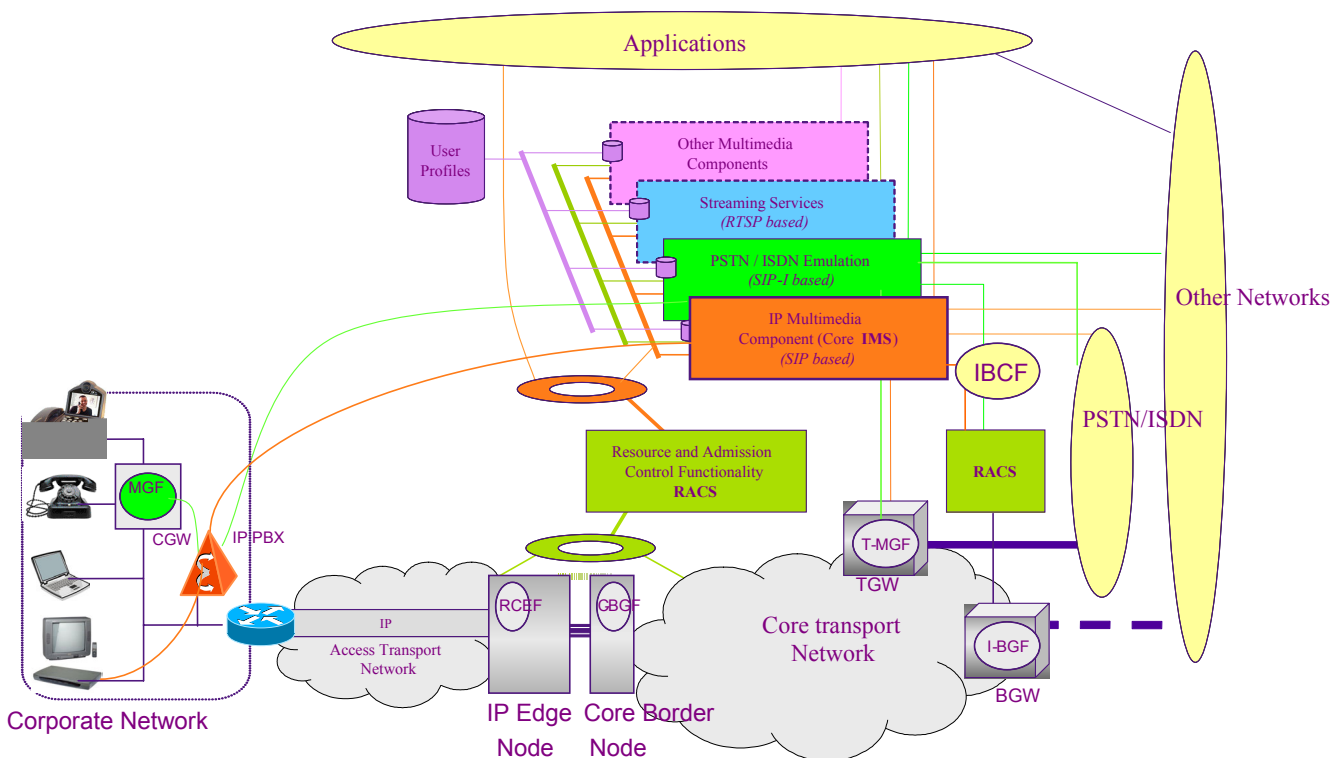 Applications
User
Profiles
Other Multimedia
Components
Streaming Services
(RTSP based)
PSTN / ISDN Emulation
(SIP-I based)
IP Multimedia
Component (Core IMS)
(SIP based)
Other Networks
IBCF
PSTN/ISDN
Resource and Admission
Control Functionality
RACS
RACS
MGF
CGW
IP PBX
T-MGF
TGW
RCEF
CBGF
IP
Access Transport
Network
Core transport
Network
I-BGF
BGW
Corporate Network
IP Edge
Node
Core Border
Node